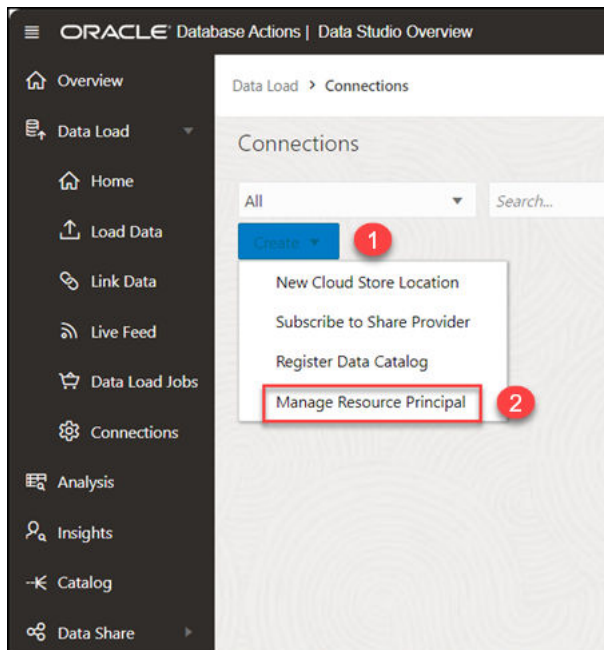 ORACLE Database Actions | Data Studio Overview
Overview
Data Load
Home
Load Data
Link Data
Live Feed
Data Load Jobs
Connections
Analysis
Insights
Catalog
Data Share
Data Load > Connections
Connections
All
Search...
Create
1
New Cloud Store Location
Subscribe to Share Provider
Register Data Catalog
Manage Resource Principal
2